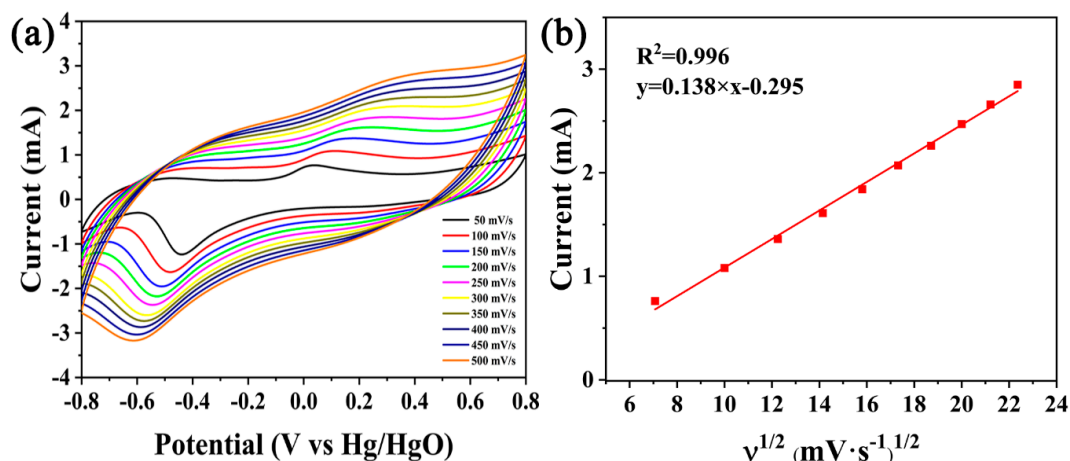 (a)
4
3
2
1
0
-1
-2
-3
-4
Current (mA)
-0.8 -0.6 -0.4 -0.2 0.0 0.2 0.4 0.6 0.8
Potential (V vs Hg/HgO)
50 mV/s
100 mV/s
150 mV/s
200 mV/s
250 mV/s
300 mV/s
350 mV/s
400 mV/s
450 mV/s
500 mV/s
(b)
R²=0.996
y=0.138×x-0.295
3
2
1
0
Current (mA)
6 8 10 12 14 16 18 20 22 24
ν^1/2 (mV·s^-1)^1/2